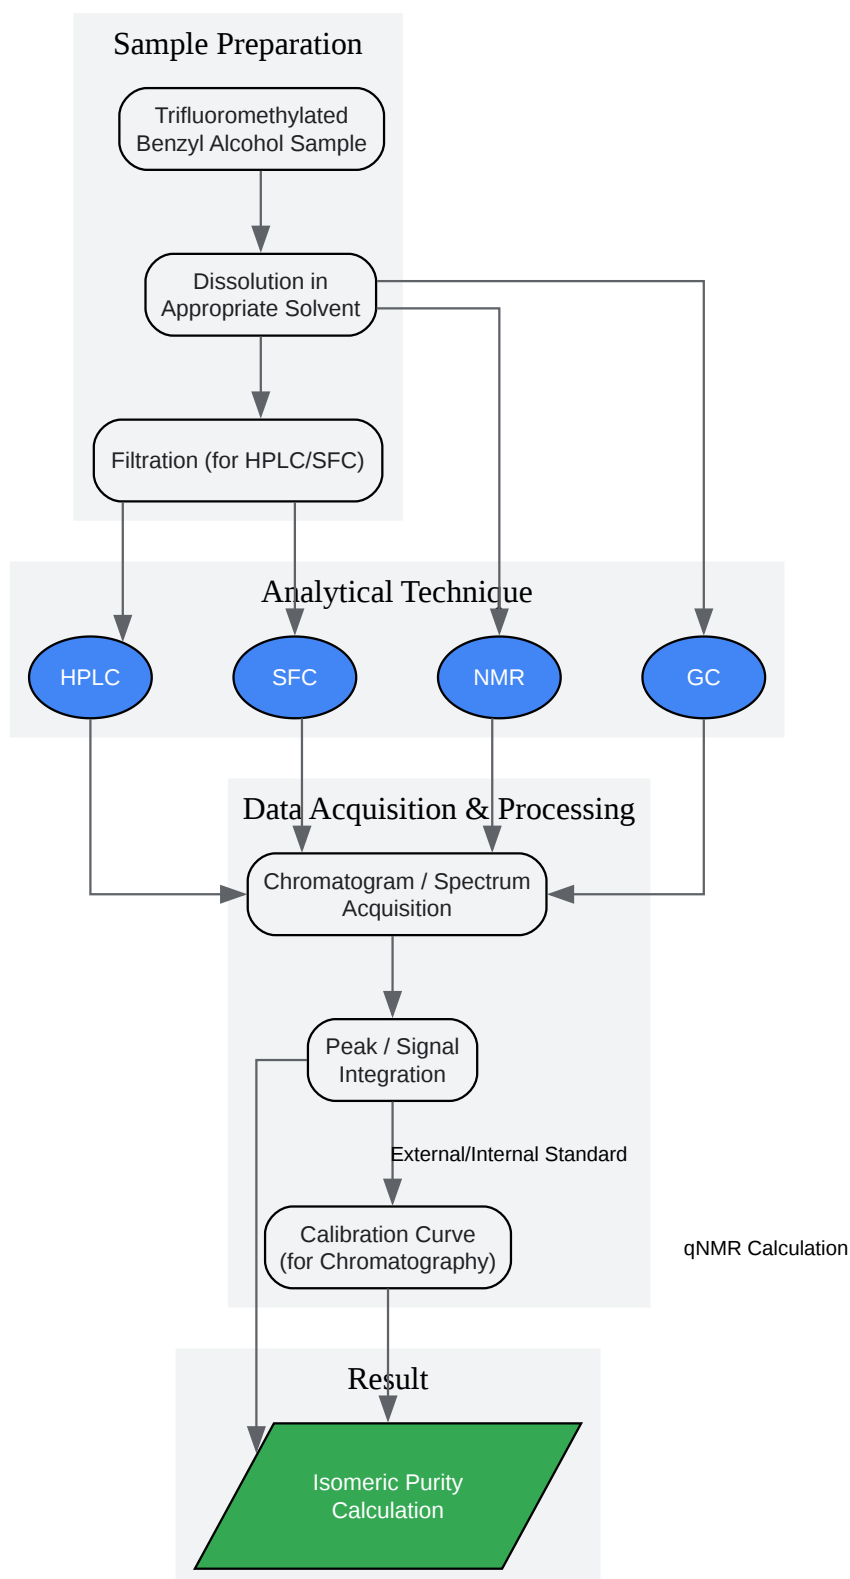 Sample Preparation
Trifluoromethylated
Benzyl Alcohol Sample
Dissolution in
Appropriate Solvent
Filtration (for HPLC/SFC)
Analytical Technique
HPLC
SFC
NMR
GC
Data Acquisition & Processing
Chromatogram / Spectrum
Acquisition
Peak / Signal
Integration
External/Internal Standard
Calibration Curve
(for Chromatography)
qNMR Calculation
Result
Isomeric Purity
Calculation